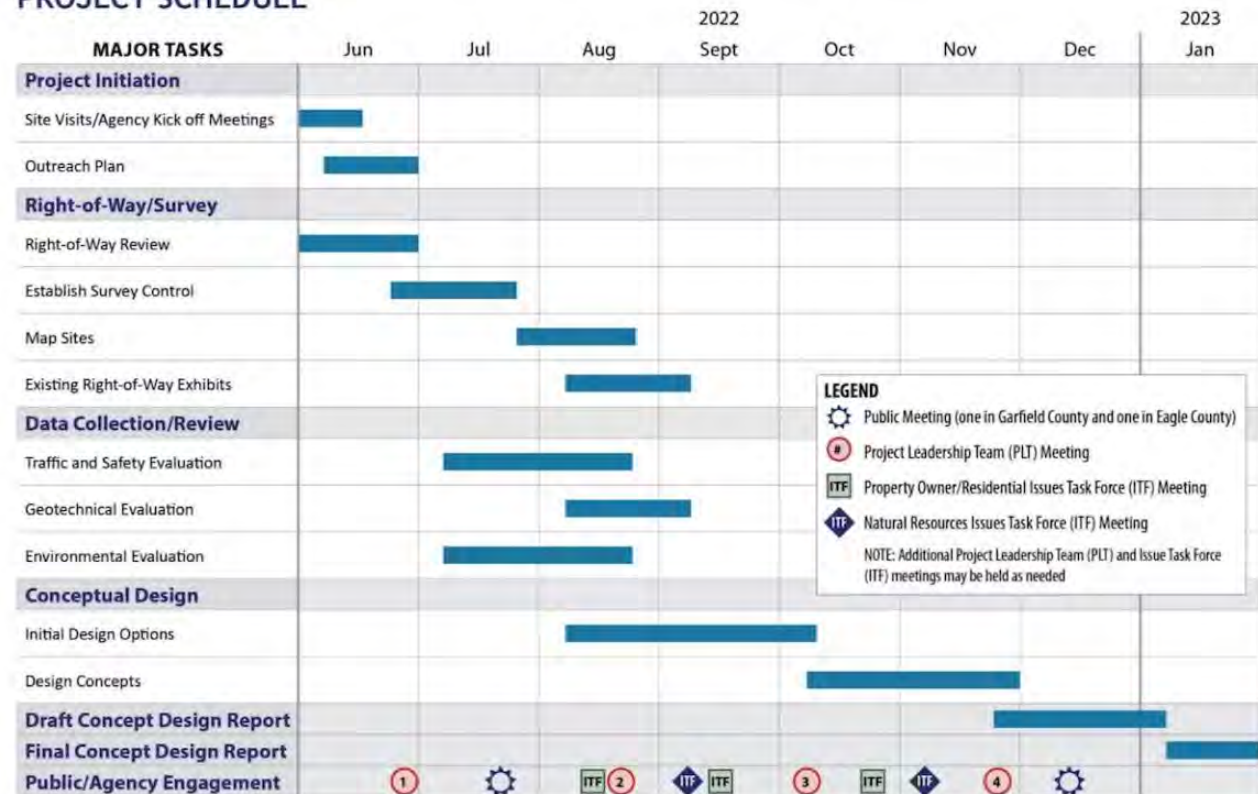 PROJECT SCHEDULE
2022
2023
MAJOR TASKS
Jun
Jul
Aug
Sept
Oct
Nov
Dec
Jan
Project Initiation
Site Visits/Agency Kick off Meetings
Outreach Plan
Right-of-Way/Survey
Right-of-Way Review
Establish Survey Control
Map Sites
Existing Right-of-Way Exhibits
Data Collection/Review
Traffic and Safety Evaluation
Geotechnical Evaluation
Environmental Evaluation
Conceptual Design
Initial Design Options
Design Concepts
Draft Concept Design Report
Final Concept Design Report
Public/Agency Engagement
1
ITF
2
ITF
ITF
3
ITF
ITF
4
LEGEND
Public Meeting (one in Garfield County and one in Eagle County)
# Project Leadership Team (PLT) Meeting
ITF Property Owner/Residential Issues Task Force (ITF) Meeting
ITF Natural Resources Issues Task Force (ITF) Meeting
NOTE: Additional Project Leadership Team (PLT) and Issue Task Force
(ITF) meetings may be held as needed